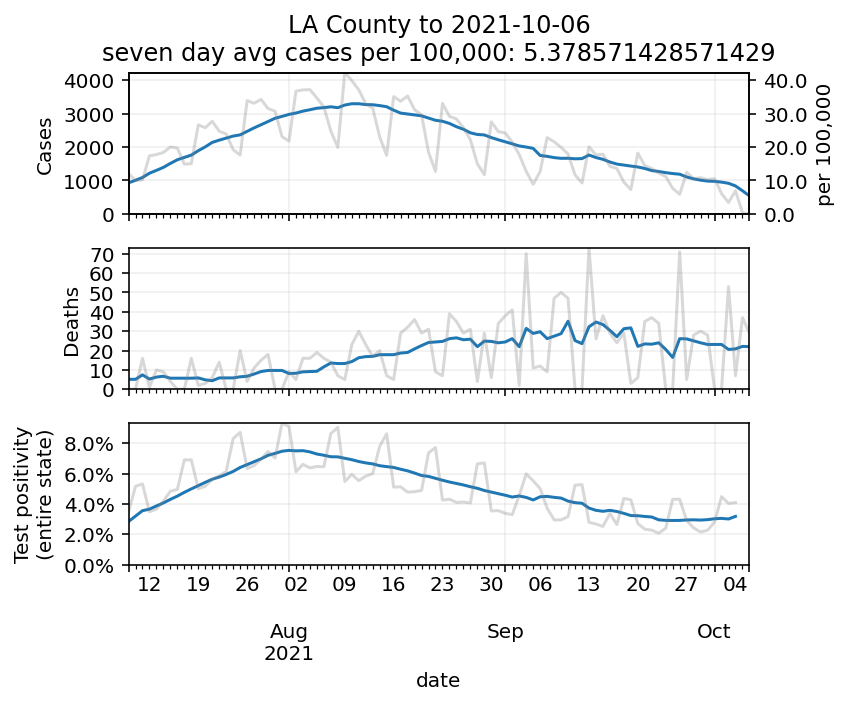 LA County to 2021-10-06
seven day avg cases per 100,000: 5.378571428571429
Cases
4000
3000
2000
1000
0
40.0
30.0
20.0
10.0
0.0
per 100,000
Deaths
70
60
50
40
30
20
10
0
Test positivity
(entire state)
8.0%
6.0%
4.0%
2.0%
0.0%
12 19 26 02 09 16 23 30 06 13 20 27 04
Aug Sep Oct
2021
date